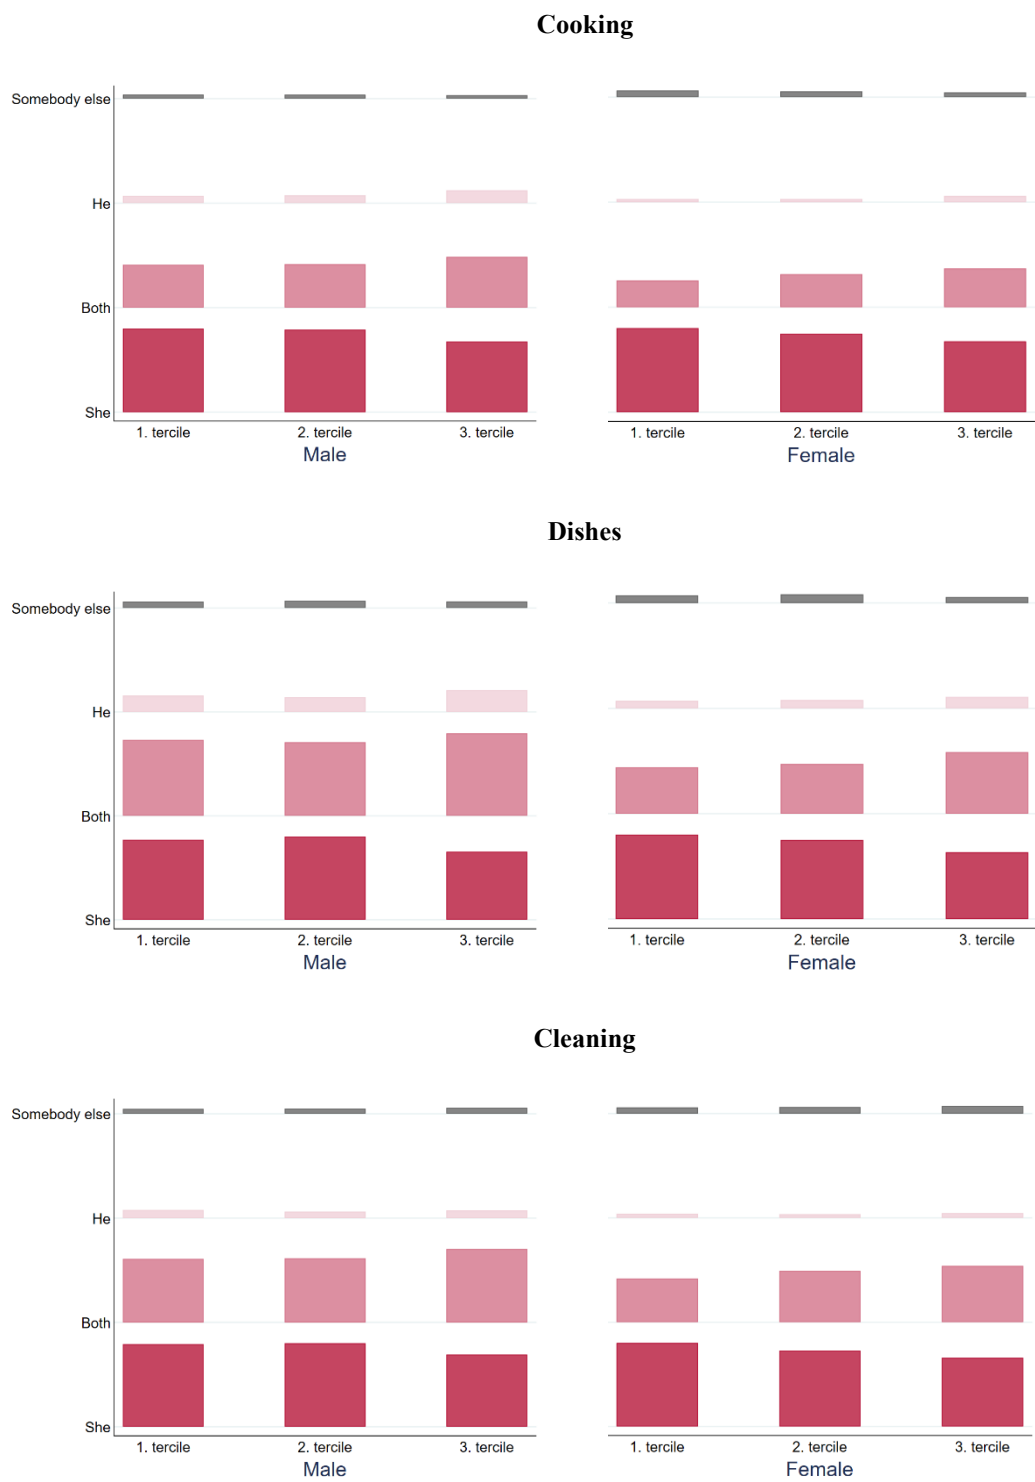 Cooking
Somebody else
He
Both
She
1. tercile 2. tercile 3. tercile 1. tercile 2. tercile 3. tercile
Male Female
Dishes
Somebody else
He
Both
She
1. tercile 2. tercile 3. tercile 1. tercile 2. tercile 3. tercile
Male Female
Cleaning
Somebody else
He
Both
She
1. tercile 2. tercile 3. tercile 1. tercile 2. tercile 3. tercile
Male Female